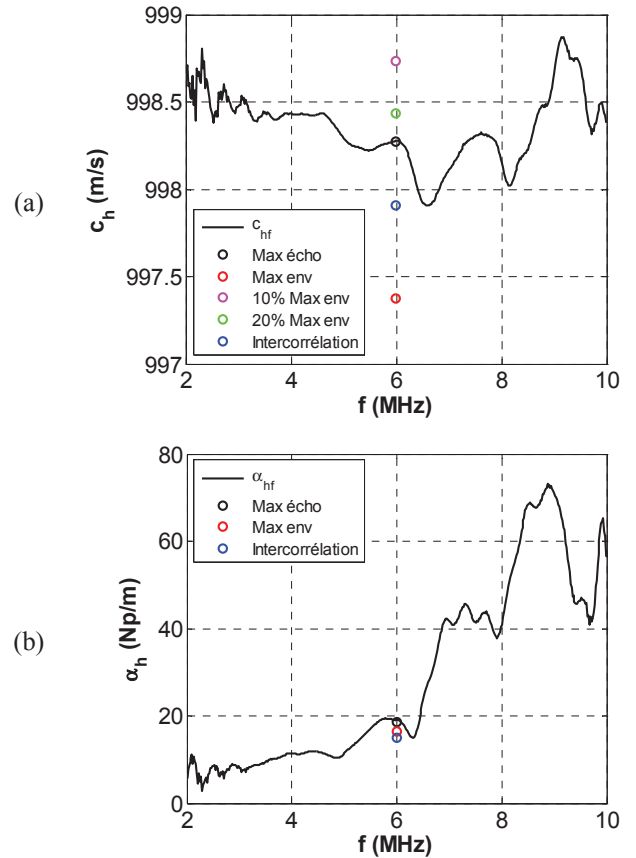 (a)
c_h (m/s)
999
998.5
998
997.5
997
c_hf
Max écho
Max env
10% Max env
20% Max env
Intercorrélation
2 4 6 8 10
f (MHz)
(b)
α_h (Np/m)
80
60
40
20
0
α_hf
Max écho
Max env
Intercorrélation
2 4 6 8 10
f (MHz)